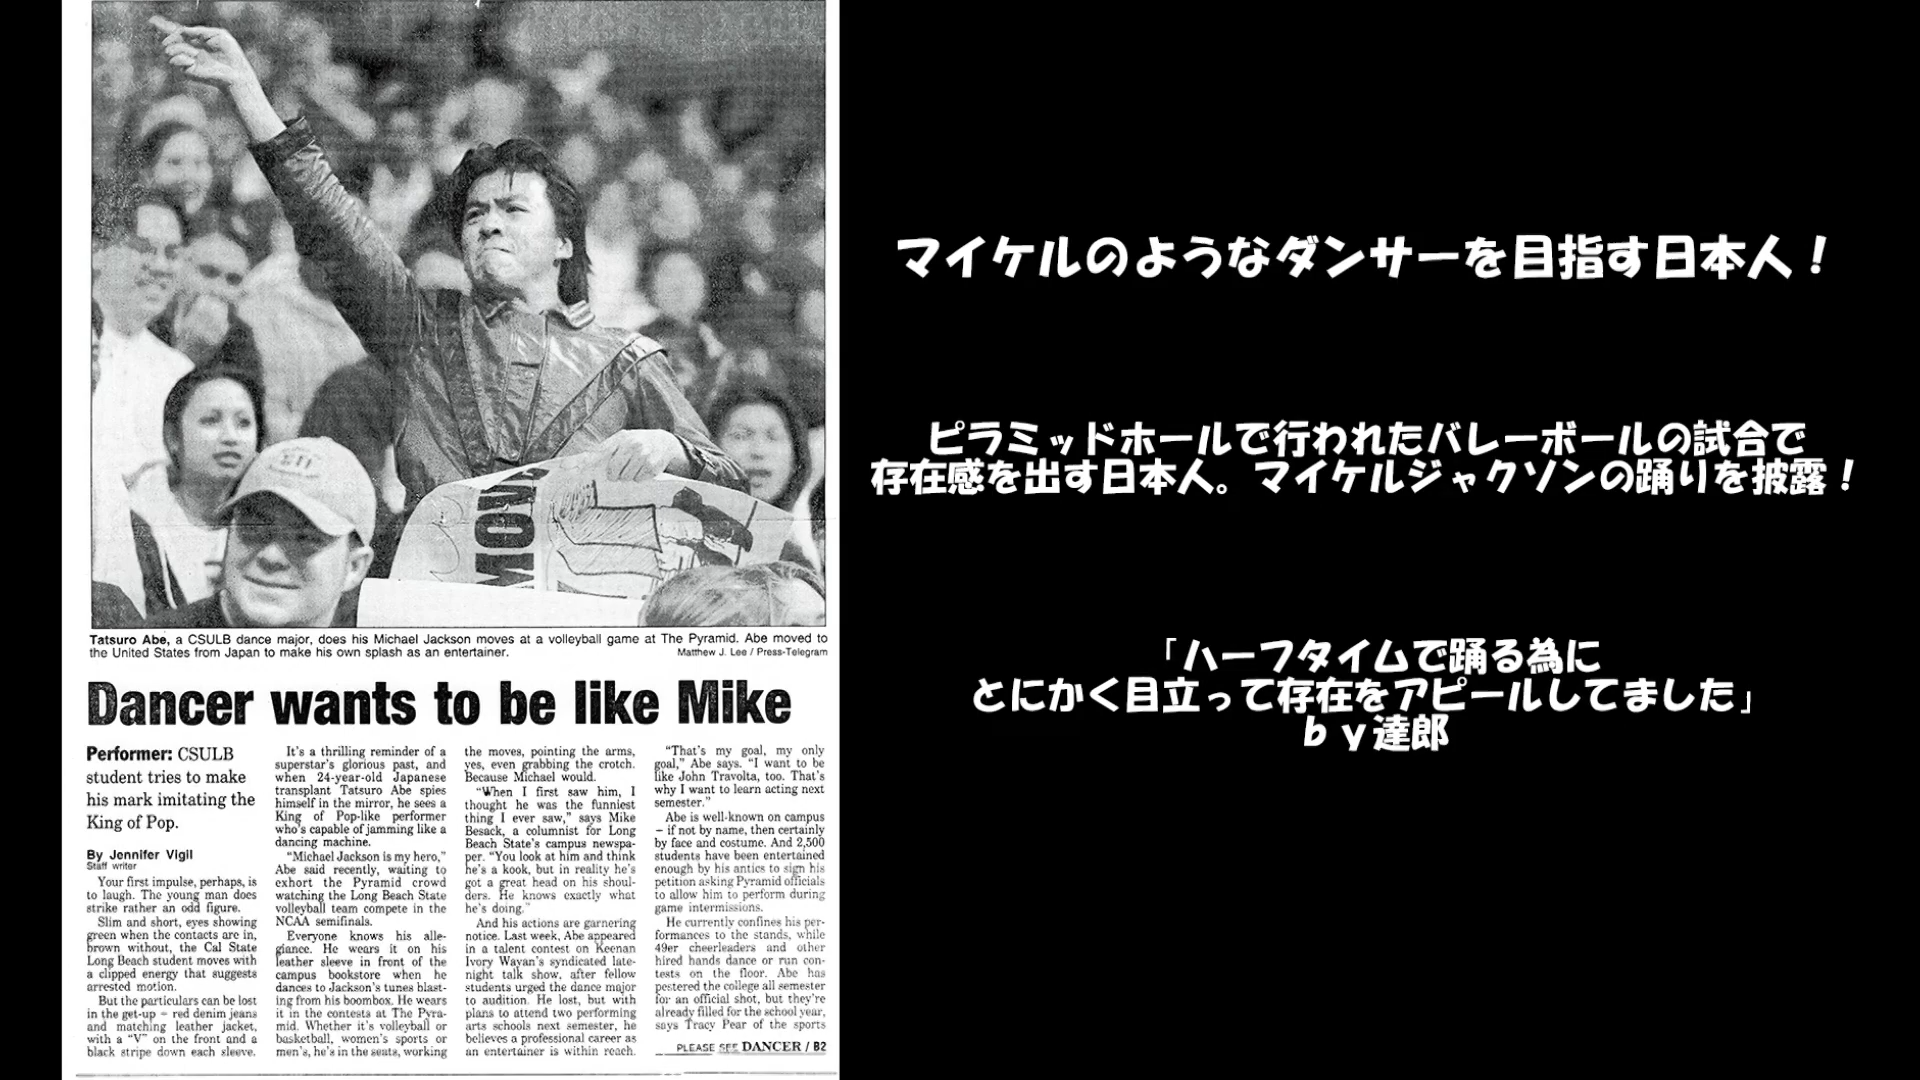 MON
Tatsuro Abe, a CSULB dance major, does his Michael Jackson moves at a volleyball game at The Pyramid. Abe moved to
the United States from Japan to make his own splash as an entertainer.
Matthew J. Lee / Press-Telegram
Dancer wants to be like Mike
Performer: CSULB
student tries to make
his mark imitating the
King of Pop.
By Jennifer Vigil
Staff writer
Your first impulse, perhaps, is
to laugh. The young man does
strike rather an odd figure.
Slim and short, eyes showing
green when the contacts are in,
brown without, the Cal State
Long Beach student moves with
a clipped energy that suggests
arrested motion.
But the particulars can be lost
in the get-up – red denim jeans
and matching leather jacket,
with a “V” on the front and a
black stripe down each sleeve.
It's a thrilling reminder of a
superstar's glorious past, and
when 24-year-old Japanese
transplant Tatsuro Abe spies
himself in the mirror, he sees a
King of Pop-like performer
who's capable of jamming like a
dancing machine.
“Michael Jackson is my hero,”
Abe said recently, waiting to
exhort the Pyramid crowd
watching the Long Beach State
volleyball team compete in the
NCAA semifinals.
Everyone knows his alle-
giance. He wears it on his
leather sleeve in front of the
campus bookstore when he
dances to Jackson's tunes blast-
ing from his boombox. He wears
it in the contests at The Pyra-
mid. Whether it's volleyball or
basketball, women's sports or
men's, he's in the seats, working
the moves, pointing the arms,
yes, even grabbing the crotch.
Because Michael would.
“When I first saw him, I
thought he was the funniest
thing I ever saw,” says Mike
Besack, a columnist for Long
Beach State's campus newspa-
per. “You look at him and think
he's a kook, but in reality he's
got a great head on his shoul-
ders. He knows exactly what
he's doing.”
And his actions are garnering
notice. Last week, Abe appeared
in a talent contest on Keenan
Ivory Wayan's syndicated late-
night talk show, after fellow
students urged the dance major
to audition. He lost, but with
plans to attend two performing
arts schools next semester, he
believes a professional career as
an entertainer is within reach.
“That's my goal, my only
goal,” Abe says. “I want to be
like John Travolta, too. That's
why I want to learn acting next
semester.”
Abe is well-known on campus
– if not by name, then certainly
by face and costume. And 2,500
students have been entertained
enough by his antics to sign his
petition asking Pyramid officials
to allow him to perform during
game intermissions.
He currently confines his per-
formances to the stands, while
49er cheerleaders and other
hired hands dance or run con-
tests on the floor. Abe has
pestered the college all semester
for an official shot, but they're
already filled for the school year,
says Tracy Pear of the sports
PLEASE SEE DANCER / B2
マイケルのようなダンサーを目指す日本人！
ピラミッドホールで行われたバレーボールの試合で
存在感を出す日本人。マイケルジャクソンの踊りを披露！
「ハーフタイムで踊る為に
とにかく目立って存在をアピールしてました」
ｂｙ達郎